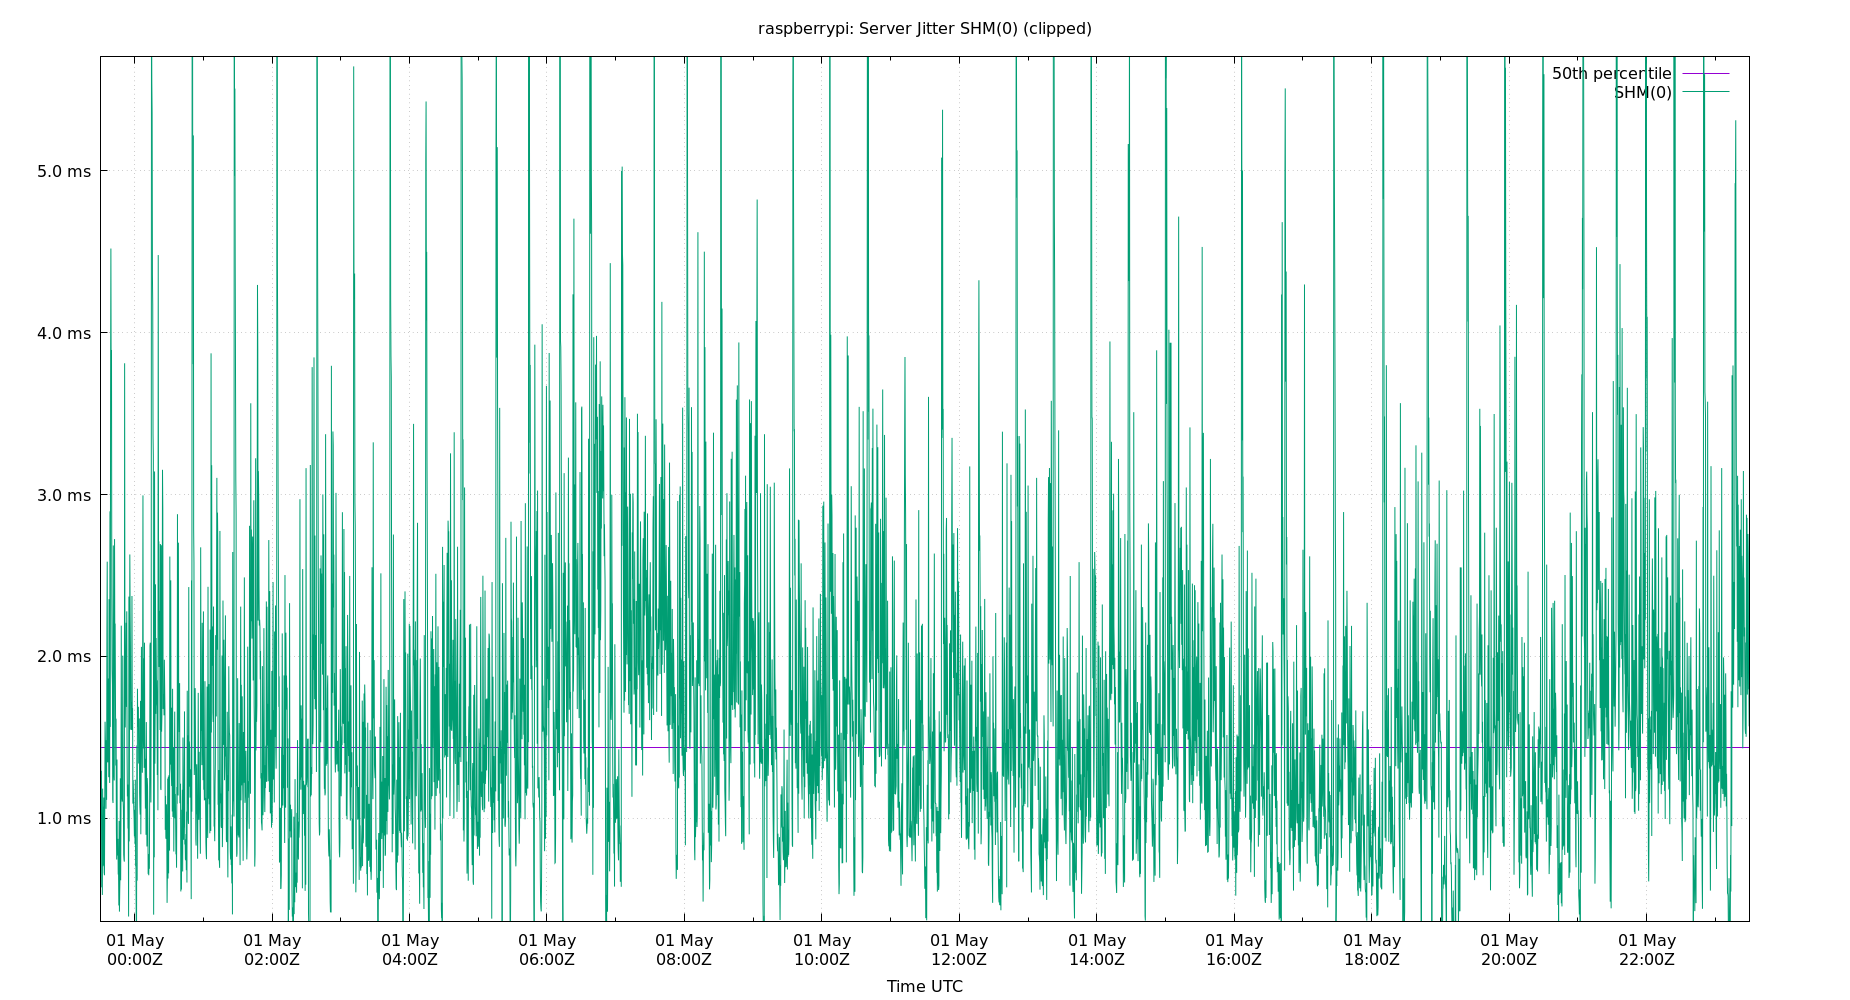 raspberrypi: Server Jitter SHM(0) (clipped)
50th percentile
SHM(0)
5.0 ms
4.0 ms
3.0 ms
2.0 ms
1.0 ms
01 May 01 May 01 May 01 May 01 May 01 May 01 May 01 May 01 May 01 May 01 May 01 May
00:00Z 02:00Z 04:00Z 06:00Z 08:00Z 10:00Z 12:00Z 14:00Z 16:00Z 18:00Z 20:00Z 22:00Z
Time UTC